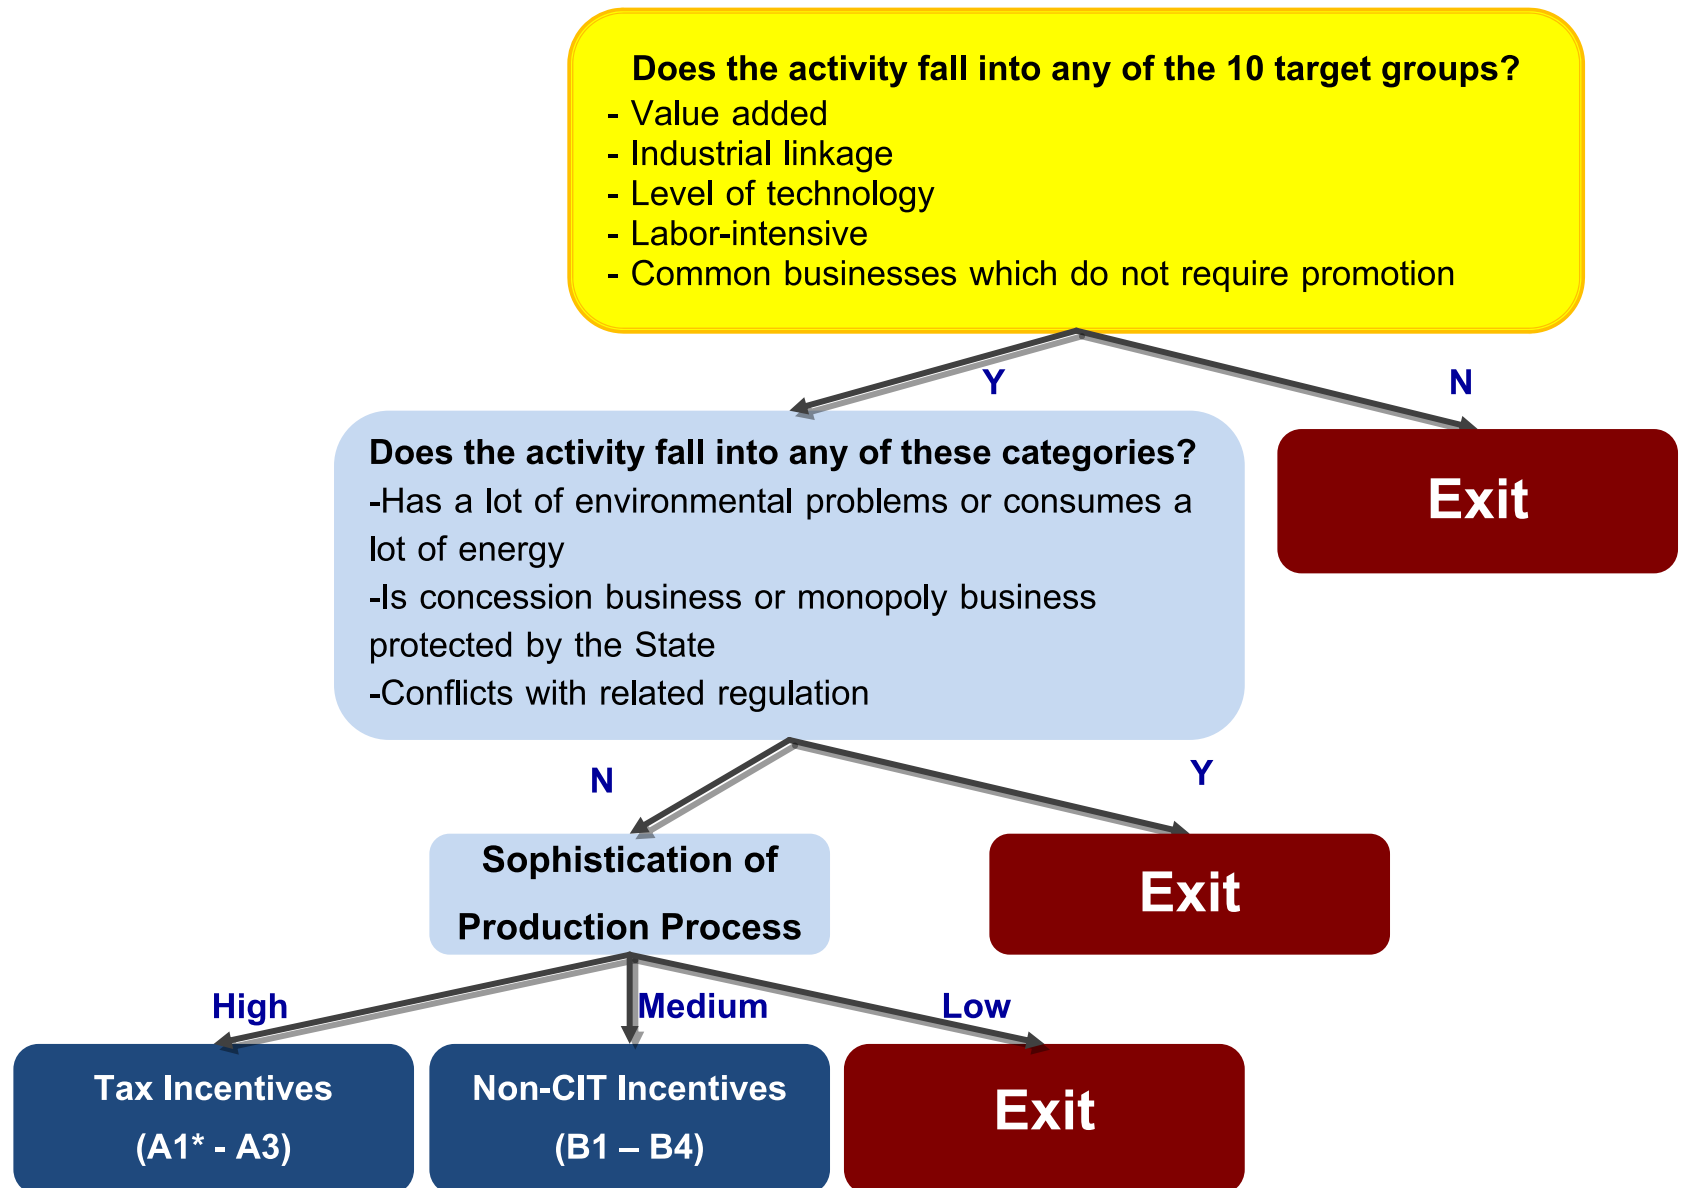 Does the activity fall into any of the 10 target groups?
- Value added
- Industrial linkage
- Level of technology
- Labor-intensive
- Common businesses which do not require promotion
Y
N
Does the activity fall into any of these categories?
-Has a lot of environmental problems or consumes a
lot of energy
-Is concession business or monopoly business
protected by the State
-Conflicts with related regulation
Exit
N
Y
Sophistication of
Production Process
Exit
High
Medium
Low
Tax Incentives
(A1* - A3)
Non-CIT Incentives
(B1 – B4)
Exit